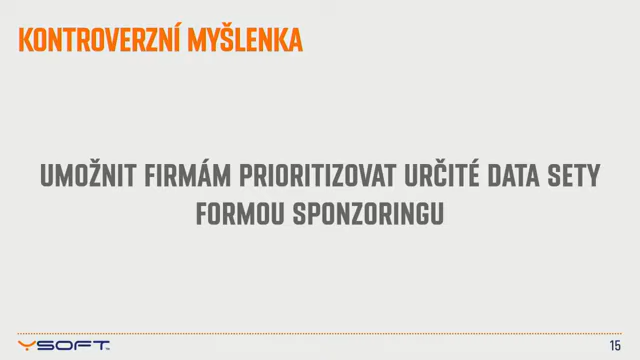 KONTROVERZNÍ MYŠLENKA
UMOŽNIT FIRMÁM PRIORITIZOVAT URČITÉ DATA SETY
FORMOU SPONZORINGU
YSOFT
15